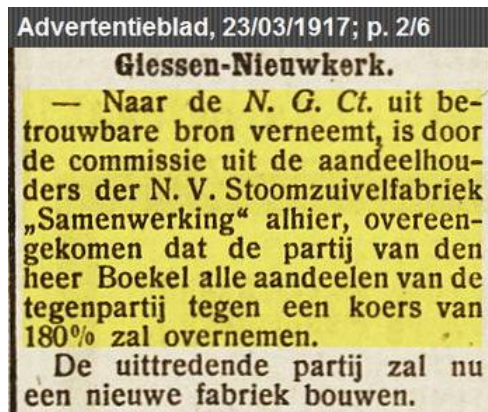 Advertentieblad, 23/03/1917; p. 2/6
Giessen-Nieuwkerk.
— Naar de N. G. Ct. uit be-
trouwbare bron verneemt, is door
de commissie uit de aandeelhou-
ders der N. V. Stoomzuivelfabriek
„Samenwerking“ alhier, overeen-
gekomen dat de partij van den
heer Boekel alle aandeelen van de
tegenpartij tegen een koers van
180% zal overnemen.
De uittredende partij zal nu
een nieuwe fabriek bouwen.